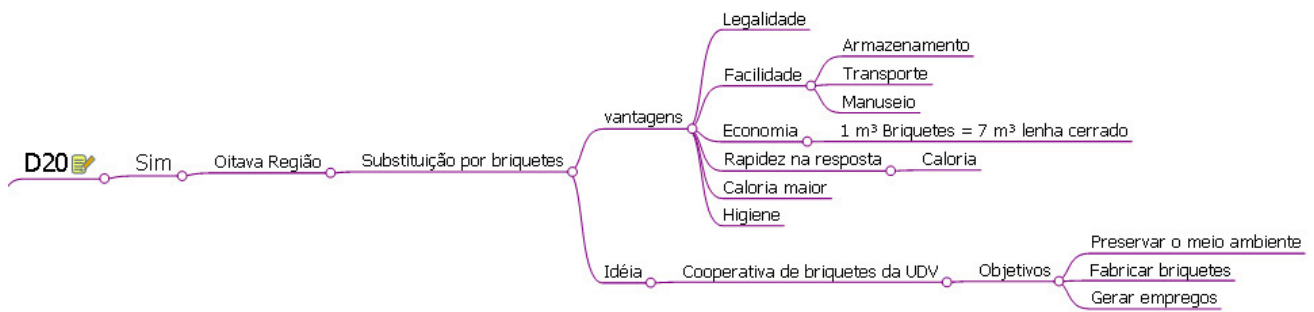 D20
Sim
Oitava Região
Substituição por briquetes
vantagens
Legalidade
Facilidade
Armazenamento
Transporte
Manuseio
Economia
1 m³ Briquetes = 7 m³ lenha cerrado
Rapidez na resposta
Caloria
Caloria maior
Higiene
Idéia
Cooperativa de briquetes da UDV
Objetivos
Preservar o meio ambiente
Fabricar briquetes
Gerar empregos